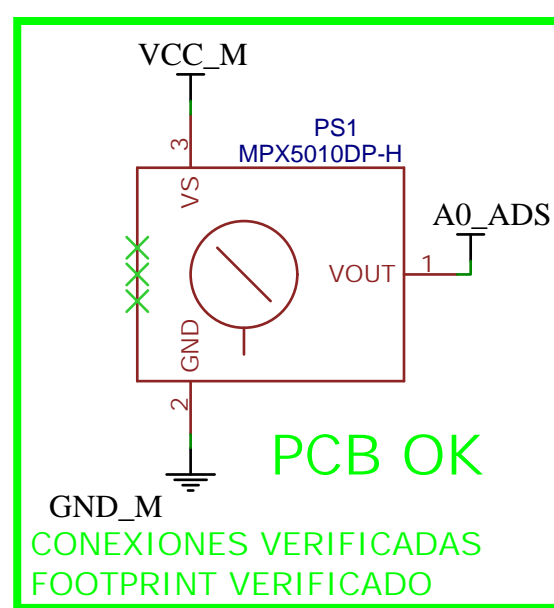 VCC_M
PS1
MPX5010DP-H
3
VS
A0_ADS
VOUT
1
GND
2
PCB OK
GND_M
CONEXIONES VERIFICADAS
FOOTPRINT VERIFICADO